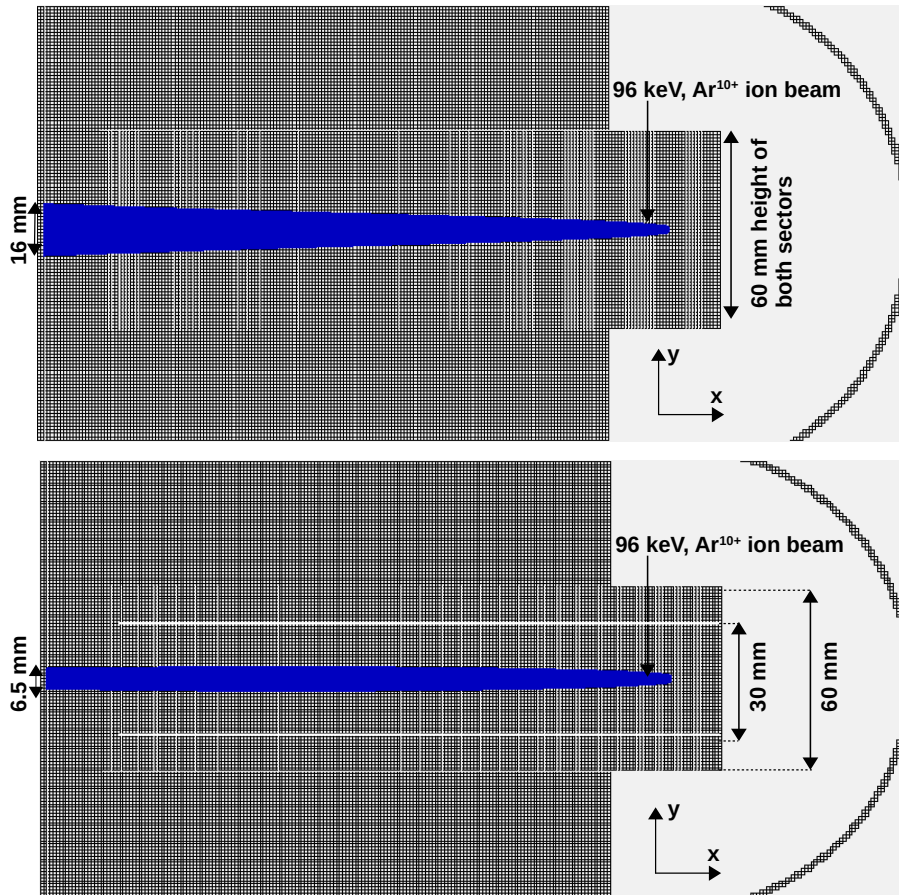 96 keV, Ar¹⁰⁺ ion beam
16 mm
60 mm height of
both sectors
y
x
96 keV, Ar¹⁰⁺ ion beam
6.5 mm
30 mm
60 mm
y
x